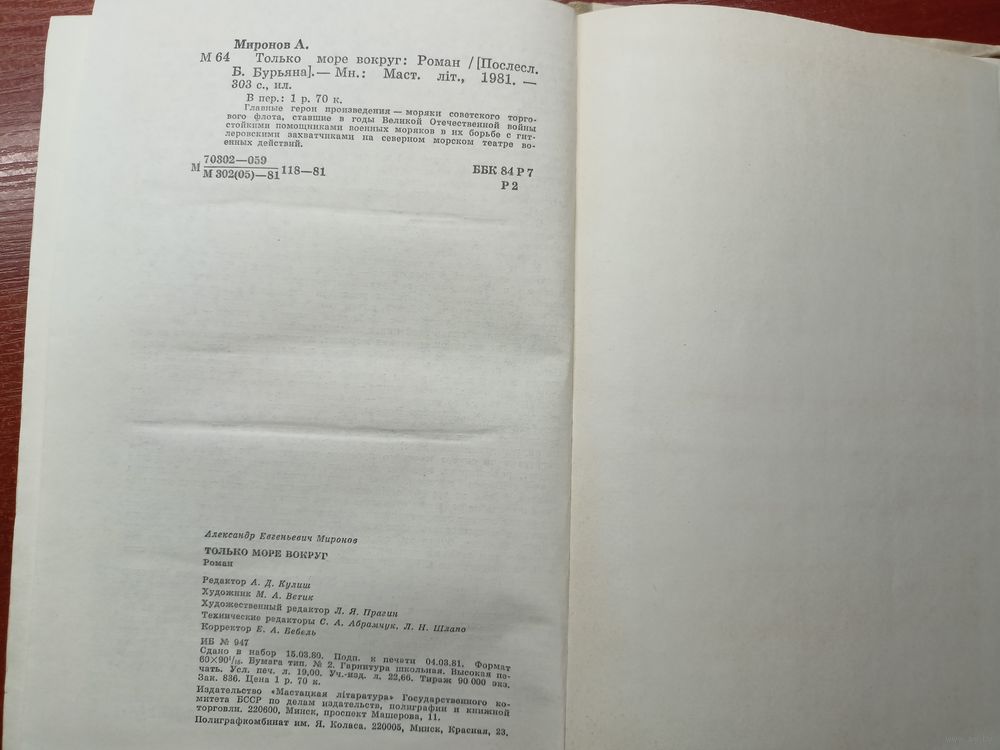 Миронов А.
М 64 Только море вокруг: Роман /[Послесл.
Б. Бурьяна].— Мн.: Маст. літ., 1981. —
303 с., ил.
В пер.: 1 р. 70 к.
Главные герои произведения — моряки советского торго-
вого флота, ставшие в годы Великой Отечественной войны
стойкими помощниками военных моряков в их борьбе с гит-
леровскими захватчиками на северном морском театре во-
енных действий.
М 70302—059
М 302(05)—81 118—81
ББК 84 Р 7
Р 2
Александр Евгеньевич Миронов
ТОЛЬКО МОРЕ ВОКРУГ
Роман
Редактор А. Д. Кулиш
Художник М. А. Ветик
Художественный редактор Л. Я. Прагин
Технические редакторы С. А. Абрамчук, Л. Н. Шлапо
Корректор Е. А. Бебель
ИБ № 947
Сдано в набор 15.03.80. Подп. к печати 04.03.81. Формат
60×90¹/₁₆. Бумага тип. № 2. Гарнитура школьная. Высокая пе-
чать. Усл. печ. л. 19,00. Уч.-изд. л. 22,66. Тираж 90 000 экз.
Зак. 836. Цена 1 р. 70 к.
Издательство «Мастацкая літаратура» Государственного ко-
митета БССР по делам издательств, полиграфии и книжной
торговли. 220600, Минск, проспект Машерова, 11.
Полиграфкомбинат им. Я. Коласа. 220005, Минск, Красная, 23.